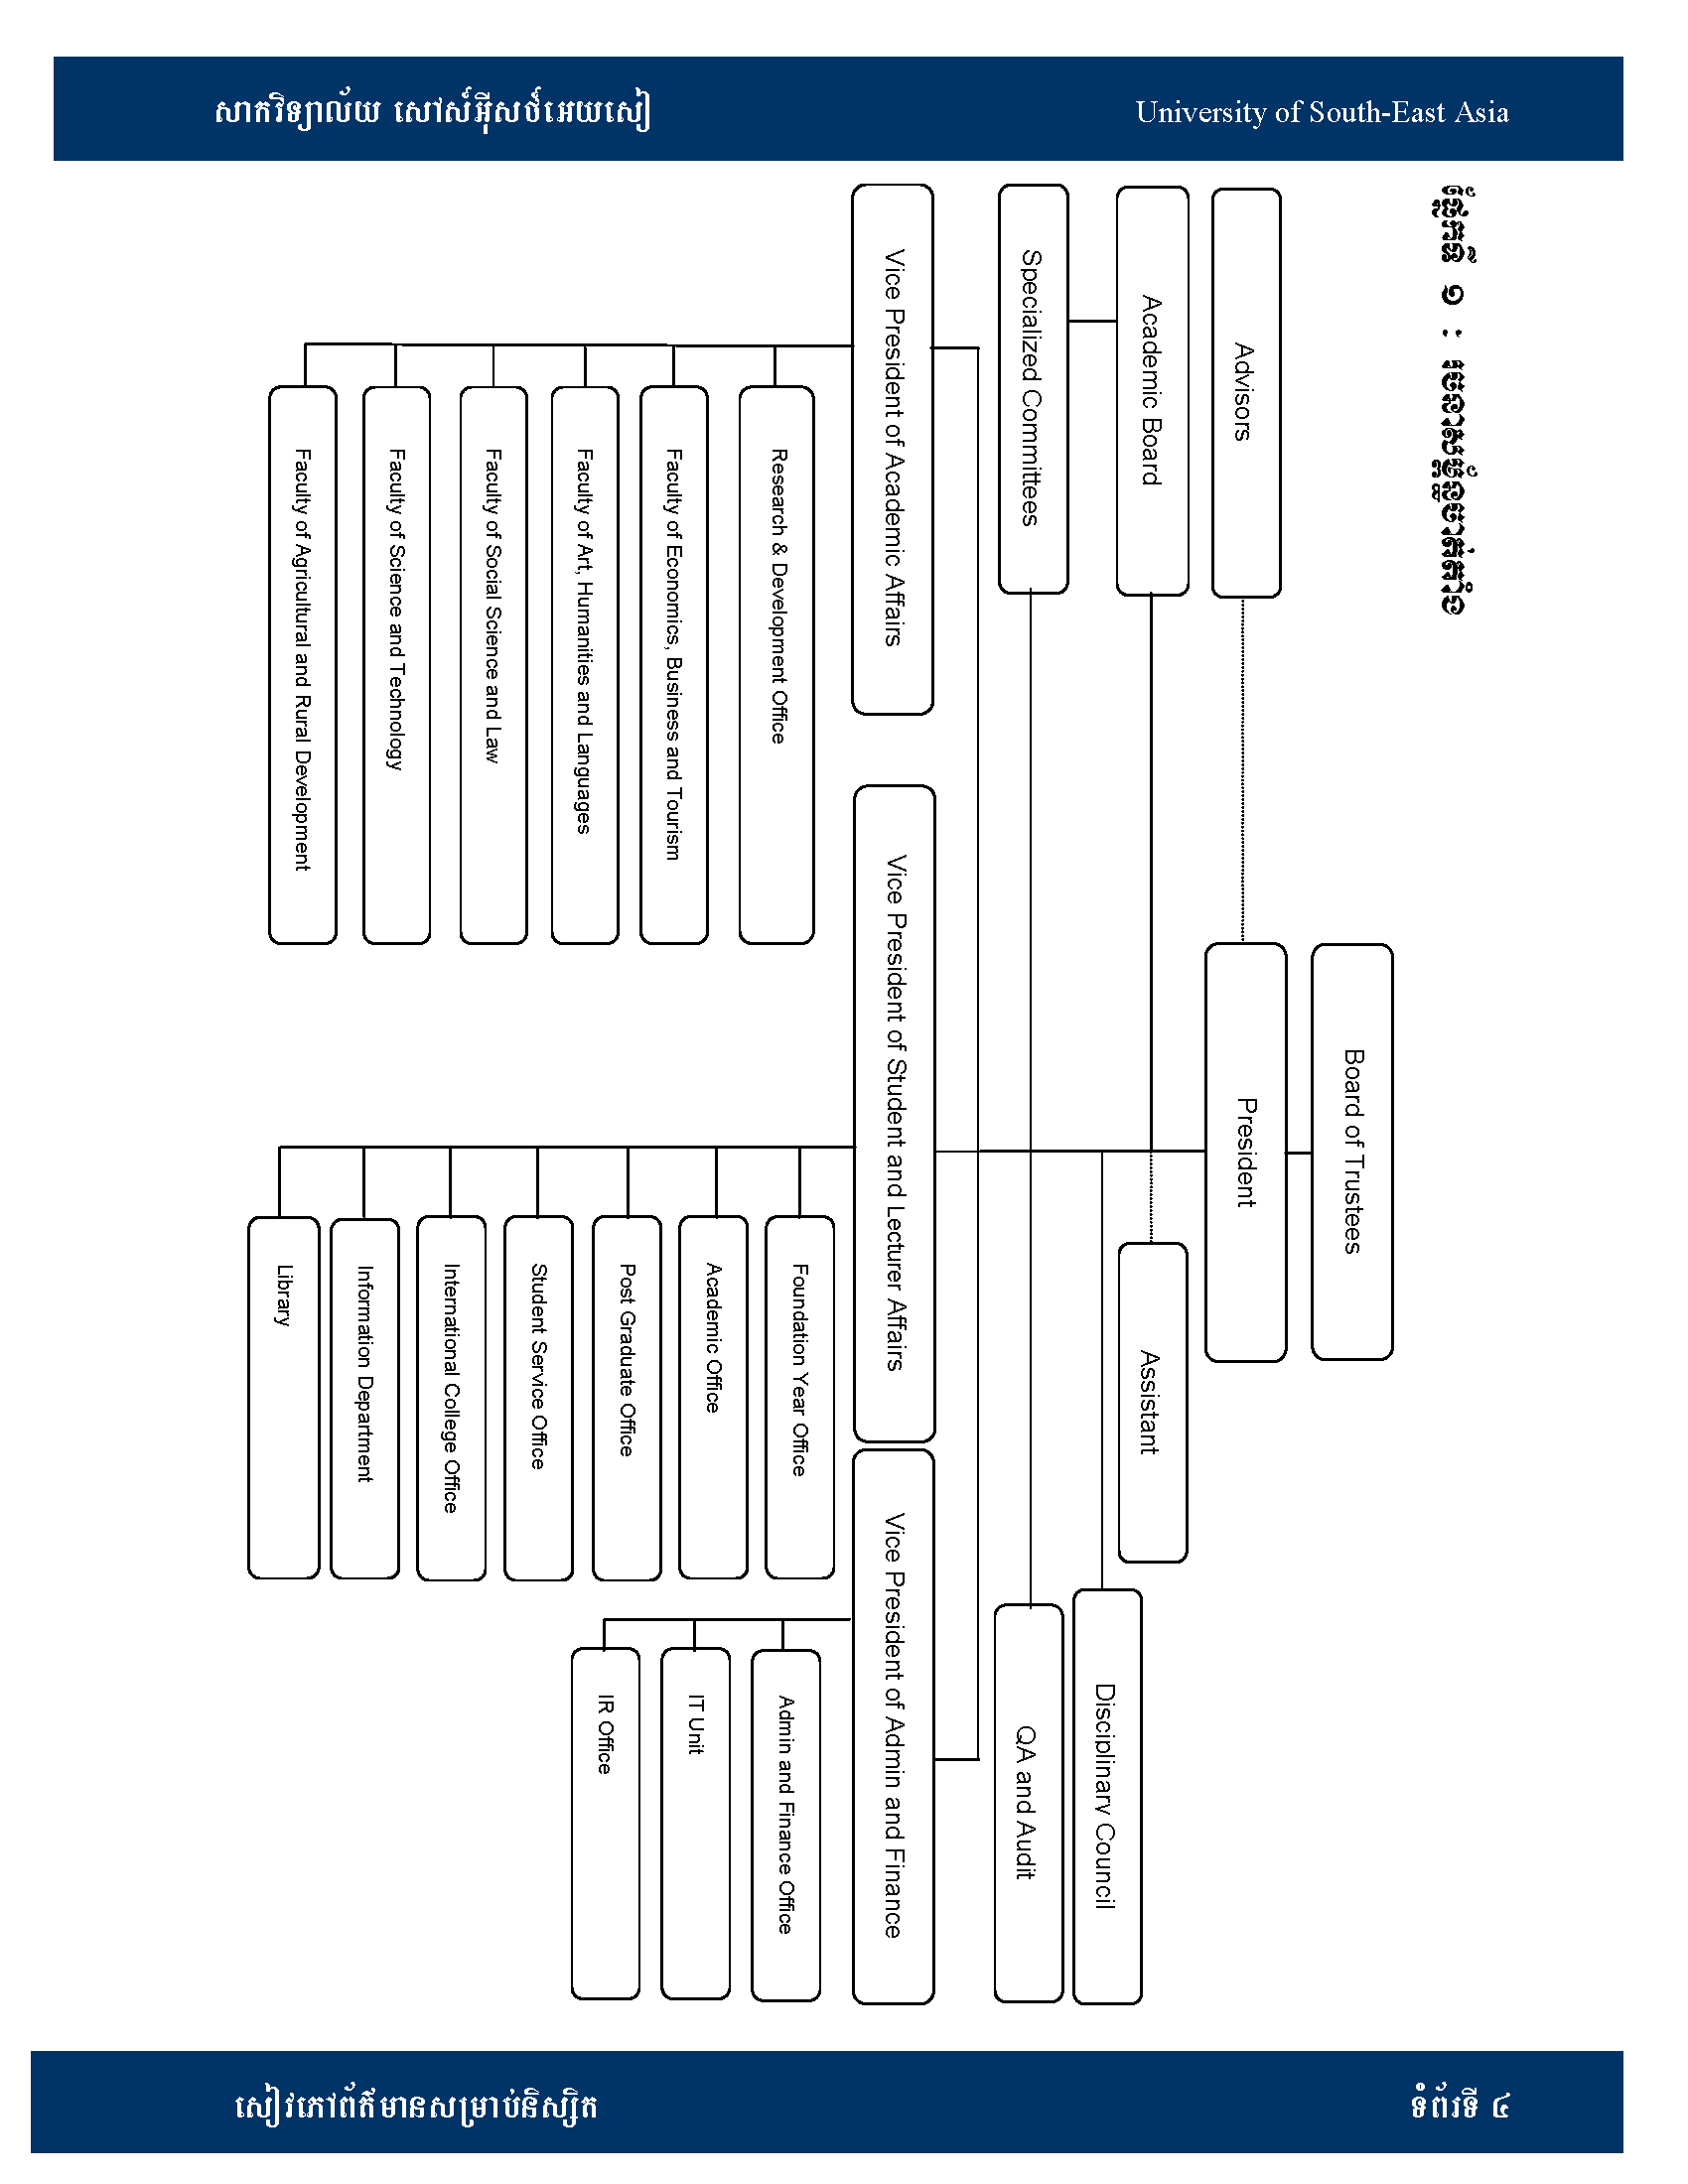 សាកវិទ្យាល័យ សៅស៍អ៊ីសថ៍អេយសៀ
University of South-East Asia
ផ្នែកទី ១ : រចនាសម្ព័ន្ធចាត់តាំង
Board of Trustees
President
Advisors
Academic Board
Assistant
Disciplinary Council
Specialized Committees
QA and Audit
Vice President of Academic Affairs
Vice President of Student and Lecturer Affairs
Vice President of Admin and Finance
Research & Development Office
Faculty of Economics, Business and Tourism
Faculty of Art, Humanities and Languages
Faculty of Social Science and Law
Faculty of Science and Technology
Faculty of Agricultural and Rural Development
Foundation Year Office
Academic Office
Post Graduate Office
Student Service Office
International College Office
Information Department
Library
Admin and Finance Office
IT Unit
IR Office
សៀវភៅព័ត៌មានសម្រាប់និស្សិត
ទំព័រទី ៤